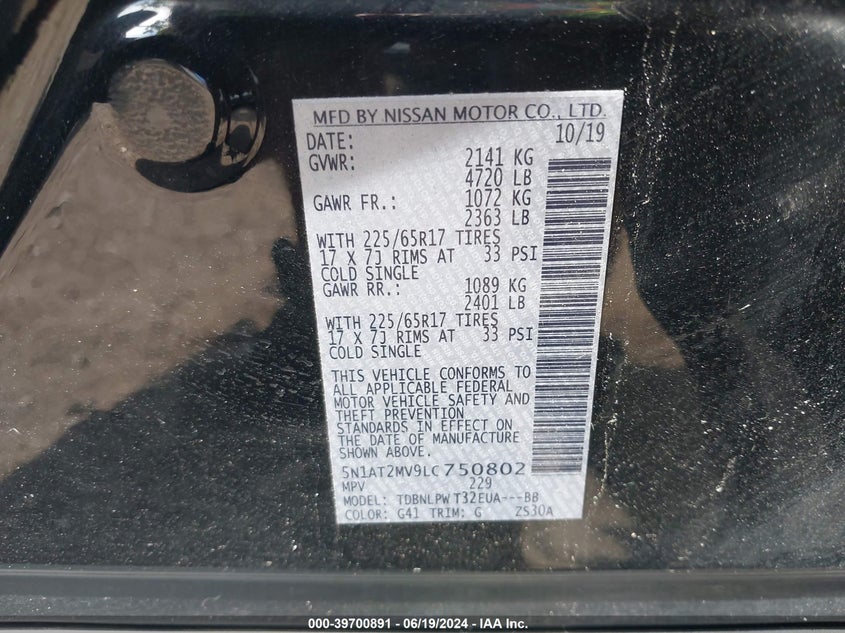 MFD BY NISSAN MOTOR CO., LTD.
DATE: 10/19
GVWR: 2141 KG
4720 LB
GAWR FR.: 1072 KG
2363 LB
WITH 225/65R17 TIRES
17 X 7J RIMS AT 33 PSI
COLD SINGLE
GAWR RR.: 1089 KG
2401 LB
WITH 225/65R17 TIRES
17 X 7J RIMS AT 33 PSI
COLD SINGLE
THIS VEHICLE CONFORMS TO
ALL APPLICABLE FEDERAL
MOTOR VEHICLE SAFETY AND
THEFT PREVENTION
STANDARDS IN EFFECT ON
THE DATE OF MANUFACTURE
SHOWN ABOVE.
5N1AT2MV9LC750802
MPV 229
MODEL: TDBNLPW T32EUA---BB
COLOR: G41 TRIM: G ZS30A
000-39700891 - 06/19/2024 - IAA Inc.